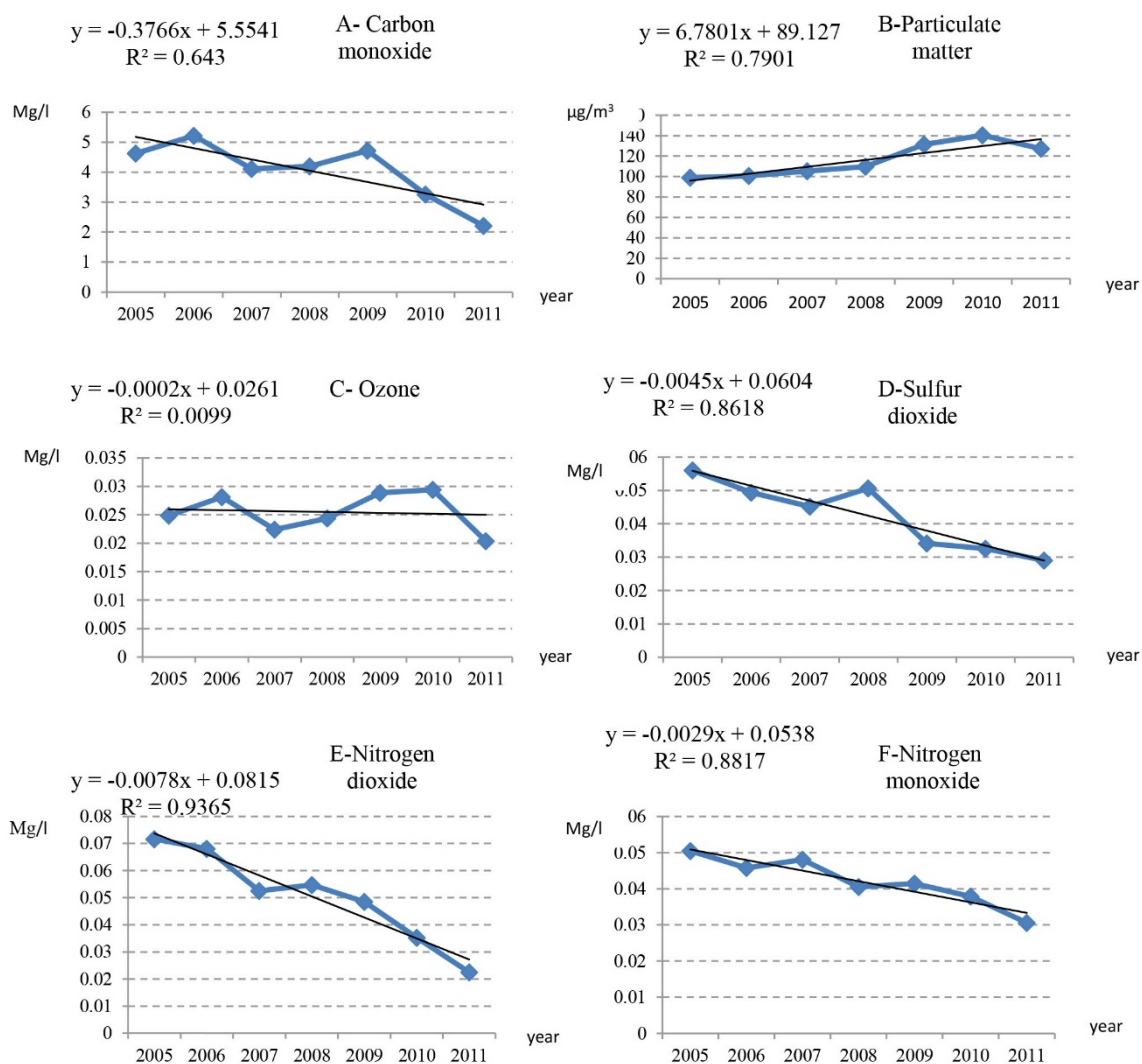 y = -0.3766x + 5.5541
R² = 0.643
A- Carbon
monoxide
Mg/l
6
5
4
3
2
1
0
2005 2006 2007 2008 2009 2010 2011
year
y = 6.7801x + 89.127
R² = 0.7901
B-Particulate
matter
µg/m³
140
120
100
80
60
40
20
0
2005 2006 2007 2008 2009 2010 2011
year
y = -0.0002x + 0.0261
R² = 0.0099
C- Ozone
Mg/l
0.035
0.03
0.025
0.02
0.015
0.01
0.005
0
2005 2006 2007 2008 2009 2010 2011
year
y = -0.0045x + 0.0604
R² = 0.8618
D-Sulfur
dioxide
Mg/l
06
0.05
0.04
0.03
0.02
0.01
0
2005 2006 2007 2008 2009 2010 2011
year
y = -0.0078x + 0.0815
R² = 0.9365
E-Nitrogen
dioxide
Mg/l
0.08
0.07
0.06
0.05
0.04
0.03
0.02
0.01
0
2005 2006 2007 2008 2009 2010 2011
year
y = -0.0029x + 0.0538
R² = 0.8817
F-Nitrogen
monoxide
Mg/l
06
0.05
0.04
0.03
0.02
0.01
0
2005 2006 2007 2008 2009 2010 2011
year